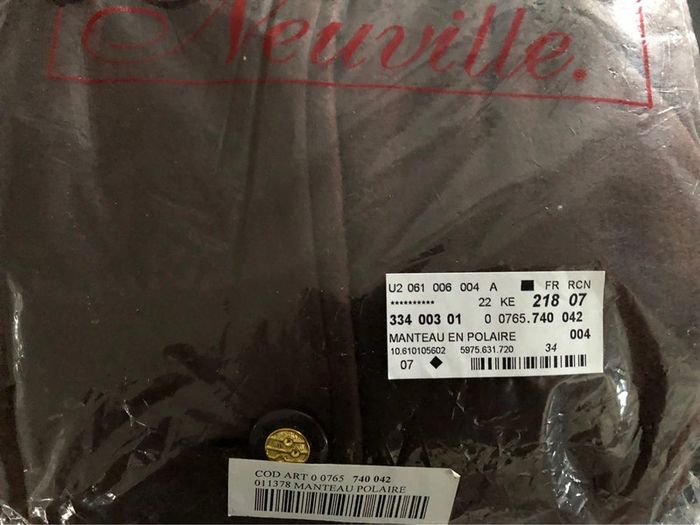 Neuville.
U2 061 006 004 A FR RCN
********** 22 KE 218 07
334 003 01 0 0765.740 042
MANTEAU EN POLAIRE 004
10.610105602 5975.631.720 34
07
COD ART 0 0765 740 042
011378 MANTEAU POLAIRE